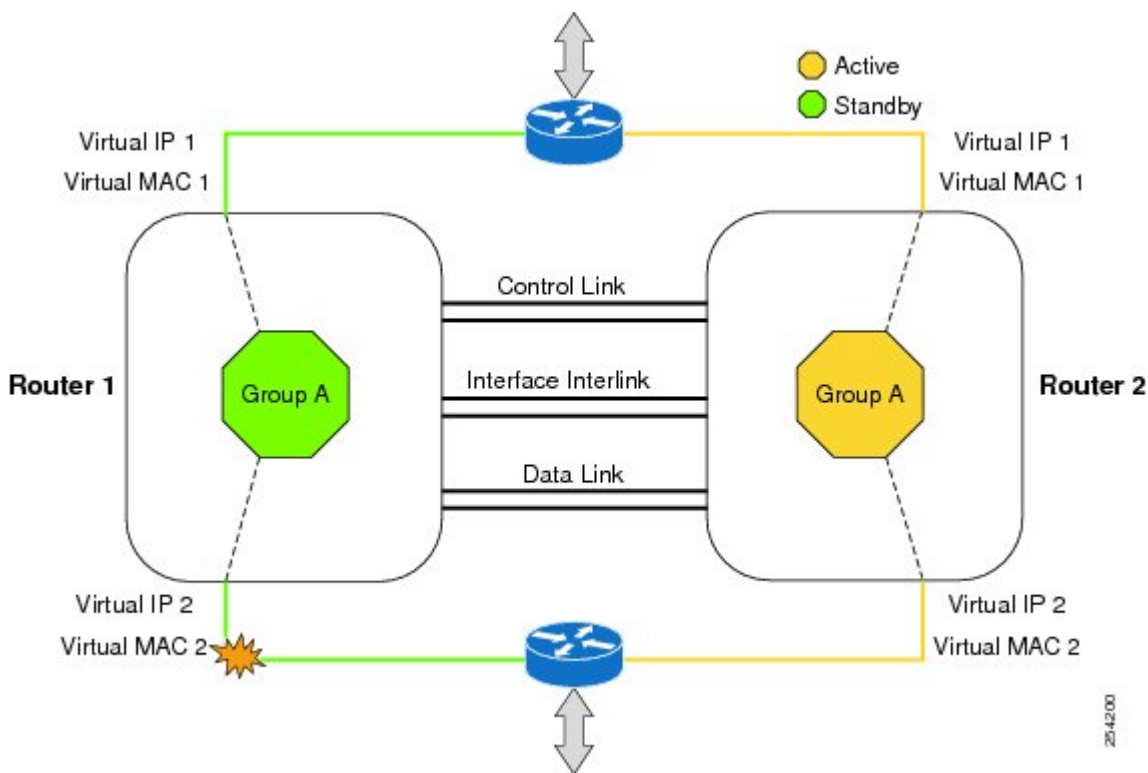 Active
Standby
Virtual IP 1
Virtual MAC 1
Virtual IP 1
Virtual MAC 1
Control Link
Router 1
Group A
Interface Interlink
Group A
Router 2
Data Link
Virtual IP 2
Virtual MAC 2
Virtual IP 2
Virtual MAC 2
254200